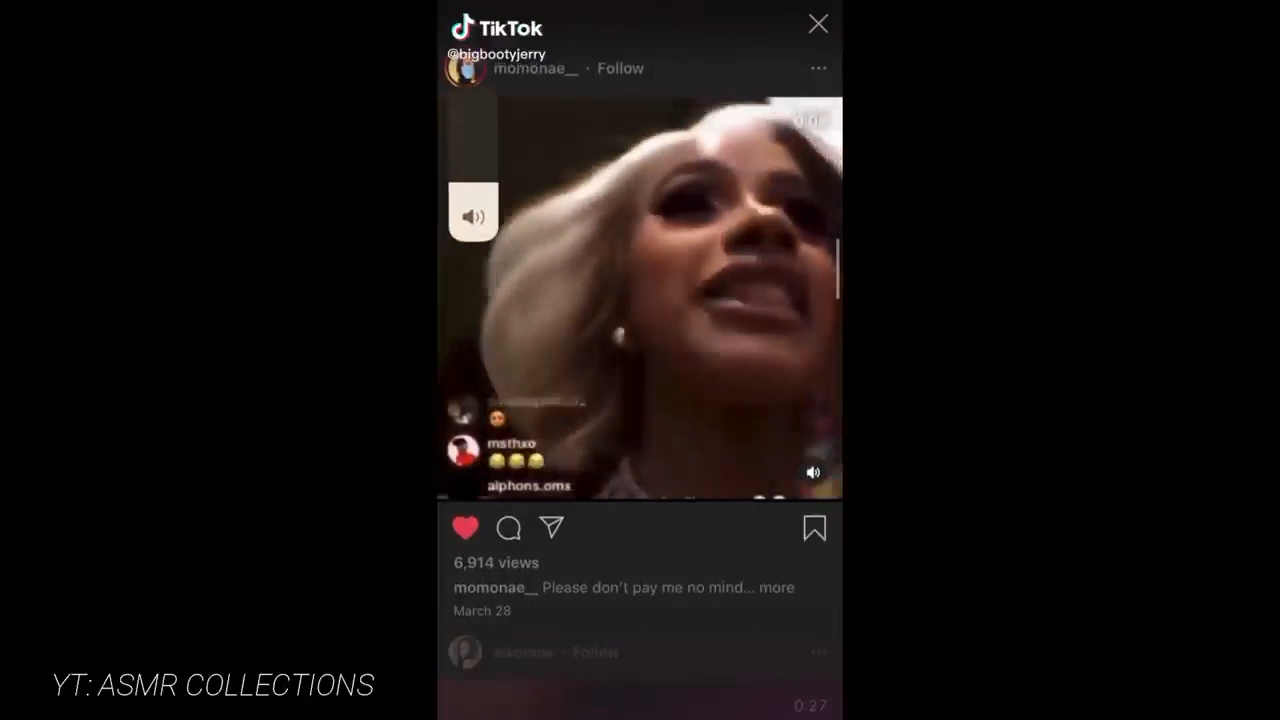 TikTok
@bigbootyjerry
momonae__ · Follow
msthxo
alphons.oms
6,914 views
momonae__ Please don't pay me no mind... more
March 28
Follow
0:27
YT: ASMR COLLECTIONS